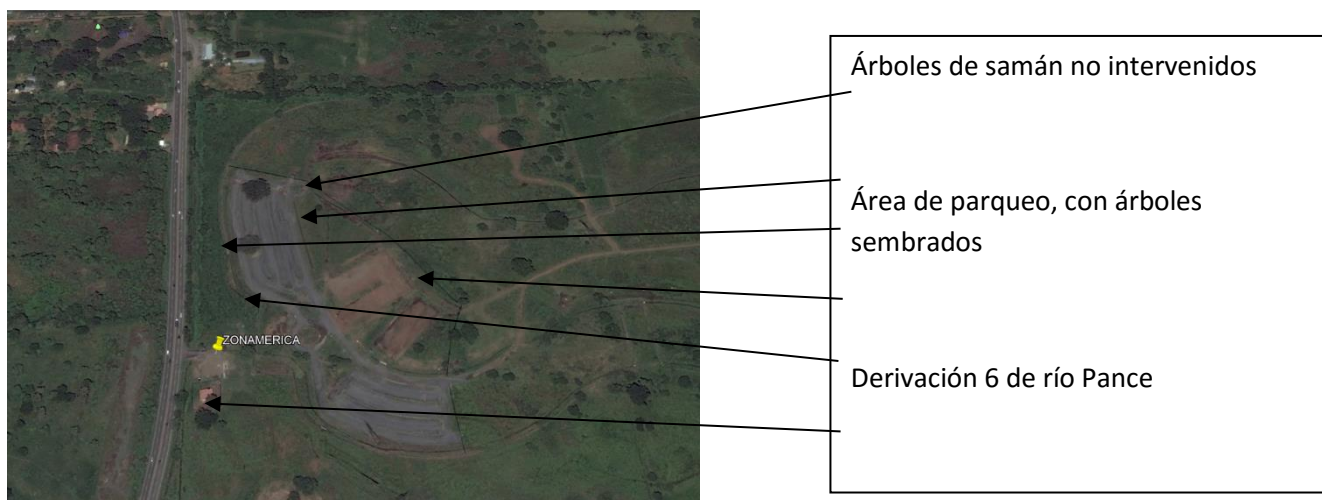 Árboles de samán no intervenidos
Área de parqueo, con árboles
sembrados
ZONAMERICA
Derivación 6 de río Pance